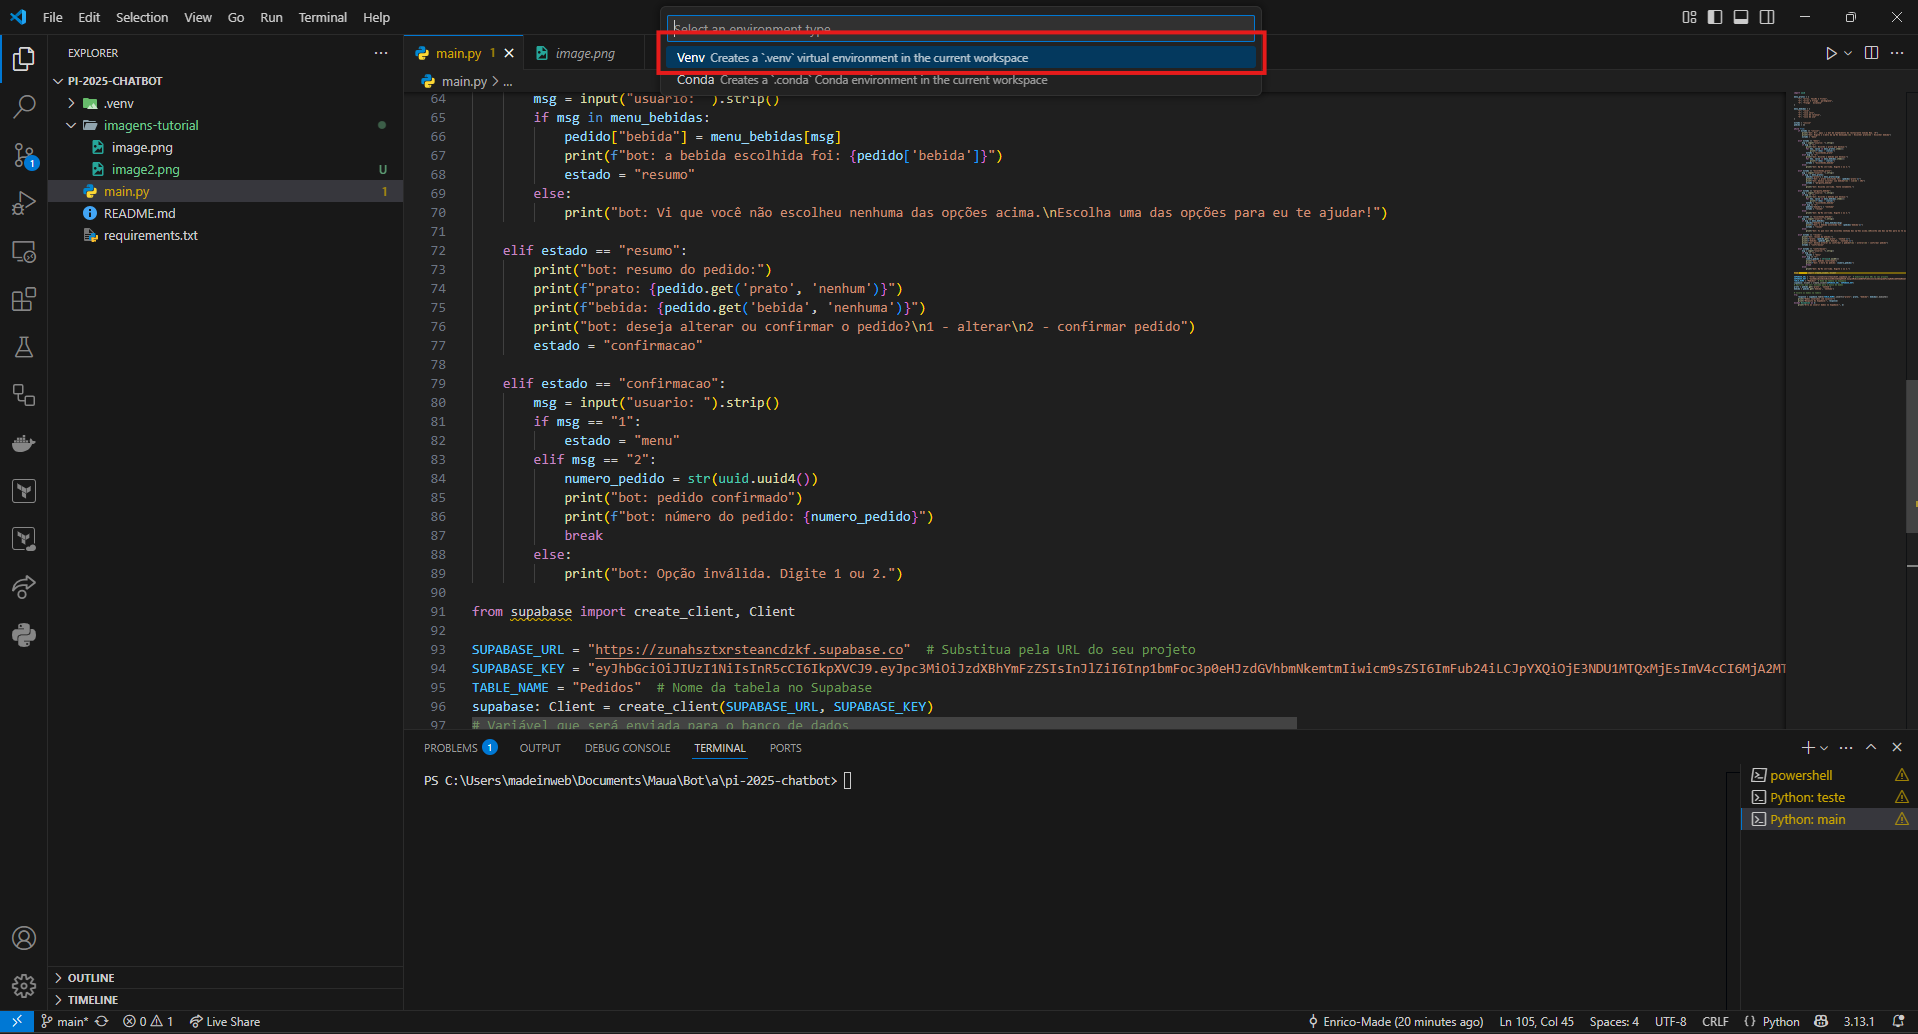 File Edit Selection View Go Run Terminal Help
Select an environment type
Venv Creates a `.venv` virtual environment in the current workspace
Conda Creates a `.conda` Conda environment in the current workspace
EXPLORER
PI-2025-CHATBOT
.venv
imagens-tutorial
image.png
image2.png U
main.py 1
README.md
requirements.txt
OUTLINE
TIMELINE
main.py 1
image.png
main.py > ...
64 msg = input("usuario: ").strip()
65 if msg in menu_bebidas:
66 pedido["bebida"] = menu_bebidas[msg]
67 print(f"bot: a bebida escolhida foi: {pedido['bebida']}")
68 estado = "resumo"
69 else:
70 print("bot: Vi que você não escolheu nenhuma das opções acima.\nEscolha uma das opções para eu te ajudar!")
71
72 elif estado == "resumo":
73 print("bot: resumo do pedido:")
74 print(f"prato: {pedido.get('prato', 'nenhum')}")
75 print(f"bebida: {pedido.get('bebida', 'nenhuma')}")
76 print("bot: deseja alterar ou confirmar o pedido?\n1 - alterar\n2 - confirmar pedido")
77 estado = "confirmacao"
78
79 elif estado == "confirmacao":
80 msg = input("usuario: ").strip()
81 if msg == "1":
82 estado = "menu"
83 elif msg == "2":
84 numero_pedido = str(uuid.uuid4())
85 print("bot: pedido confirmado")
86 print(f"bot: número do pedido: {numero_pedido}")
87 break
88 else:
89 print("bot: Opção inválida. Digite 1 ou 2.")
90
91 from supabase import create_client, Client
92
93 SUPABASE_URL = "https://zunahsztxrsteancdzkf.supabase.co" # Substitua pela URL do seu projeto
94 SUPABASE_KEY =
95 TABLE_NAME = "Pedidos" # Nome da tabela no Supabase
96 supabase: Client = create_client(SUPABASE_URL, SUPABASE_KEY)
97 # Variável que será enviada para o banco de dados
PROBLEMS 1 OUTPUT DEBUG CONSOLE TERMINAL PORTS
PS C:\Users\madeinweb\Documents\Maua\Bot\a\pi-2025-chatbot>
powershell
Python: teste
Python: main
1
main* 0 1 Live Share
Enrico-Made (20 minutes ago) Ln 105, Col 45 Spaces: 4 UTF-8 CRLF {} Python 3.13.1